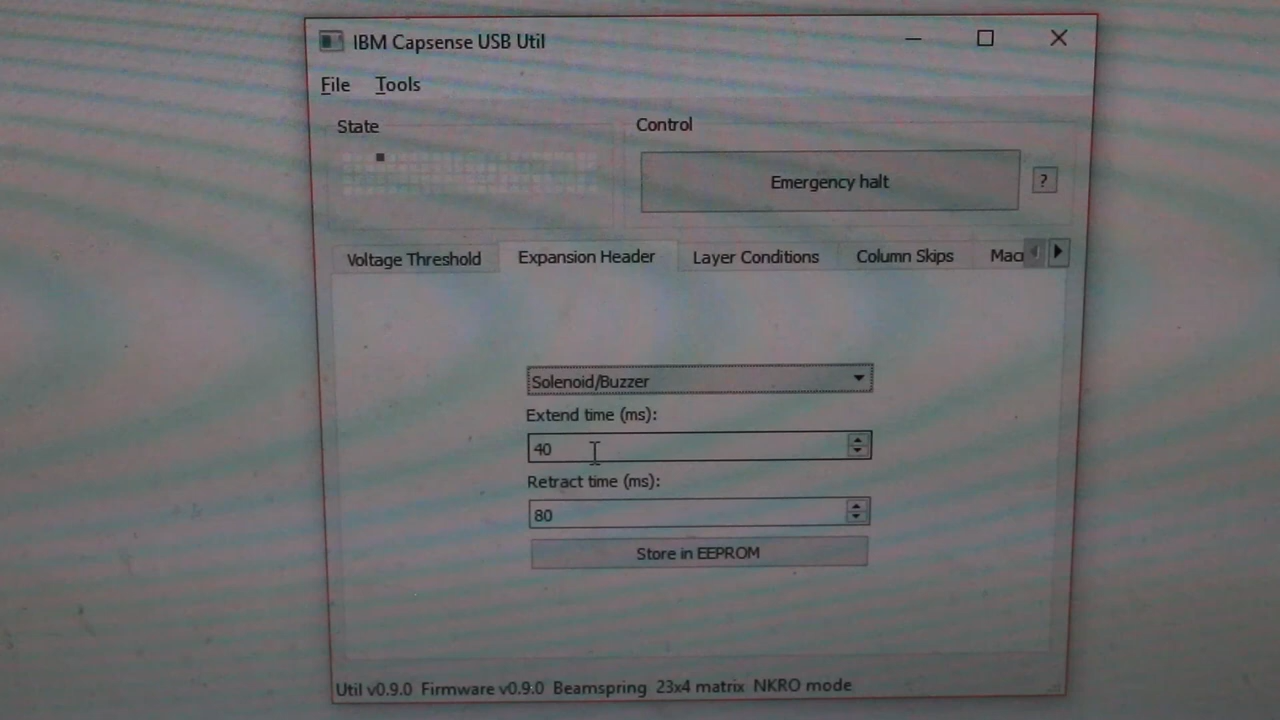 IBM Capsense USB Util
File Tools
State
Control
Emergency halt
?
Voltage Threshold Expansion Header Layer Conditions Column Skips Mac
Solenoid/Buzzer
Extend time (ms):
40
Retract time (ms):
80
Store in EEPROM
Util v0.9.0 Firmware v0.9.0 Beamspring 23x4 matrix NKRO mode